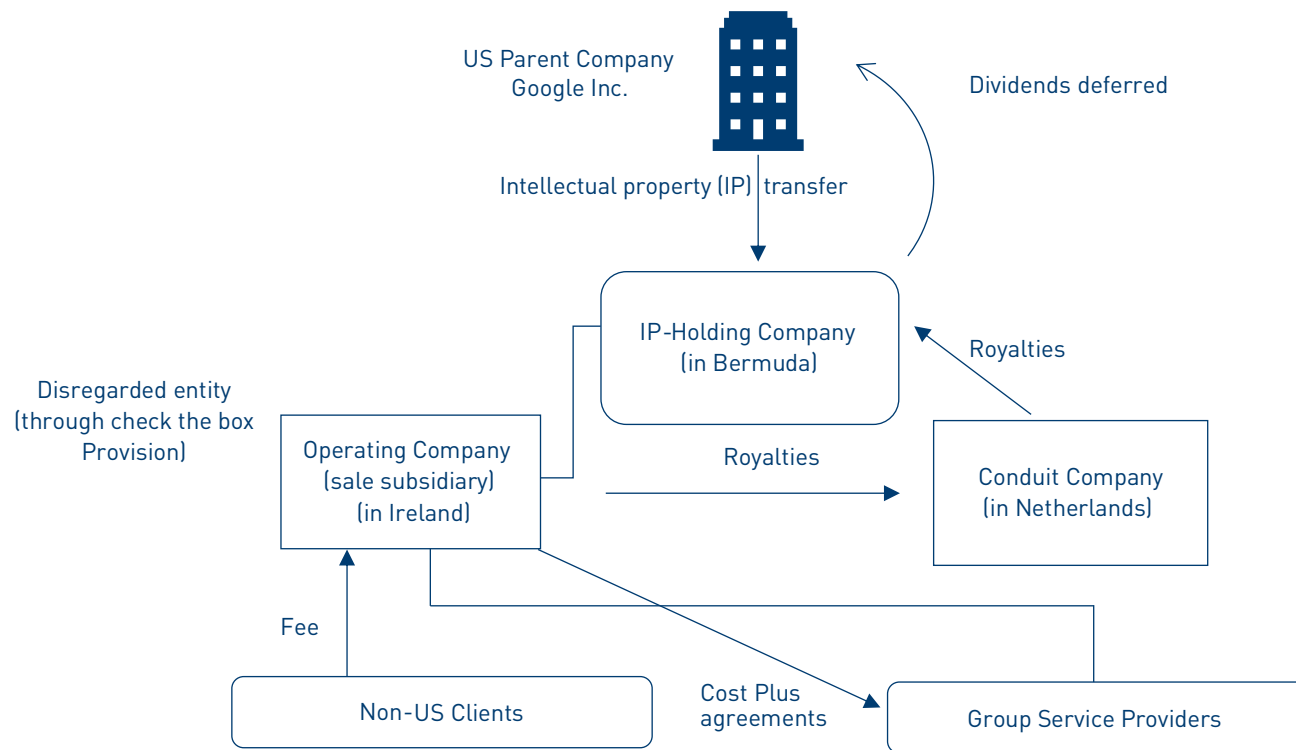 US Parent Company
Google Inc.
Dividends deferred
Intellectual property (IP) transfer
IP-Holding Company
(in Bermuda)
Royalties
Disregarded entity
(through check the box
Provision)
Operating Company
(sale subsidiary)
(in Ireland)
Royalties
Conduit Company
(in Netherlands)
Fee
Cost Plus
agreements
Non-US Clients
Group Service Providers